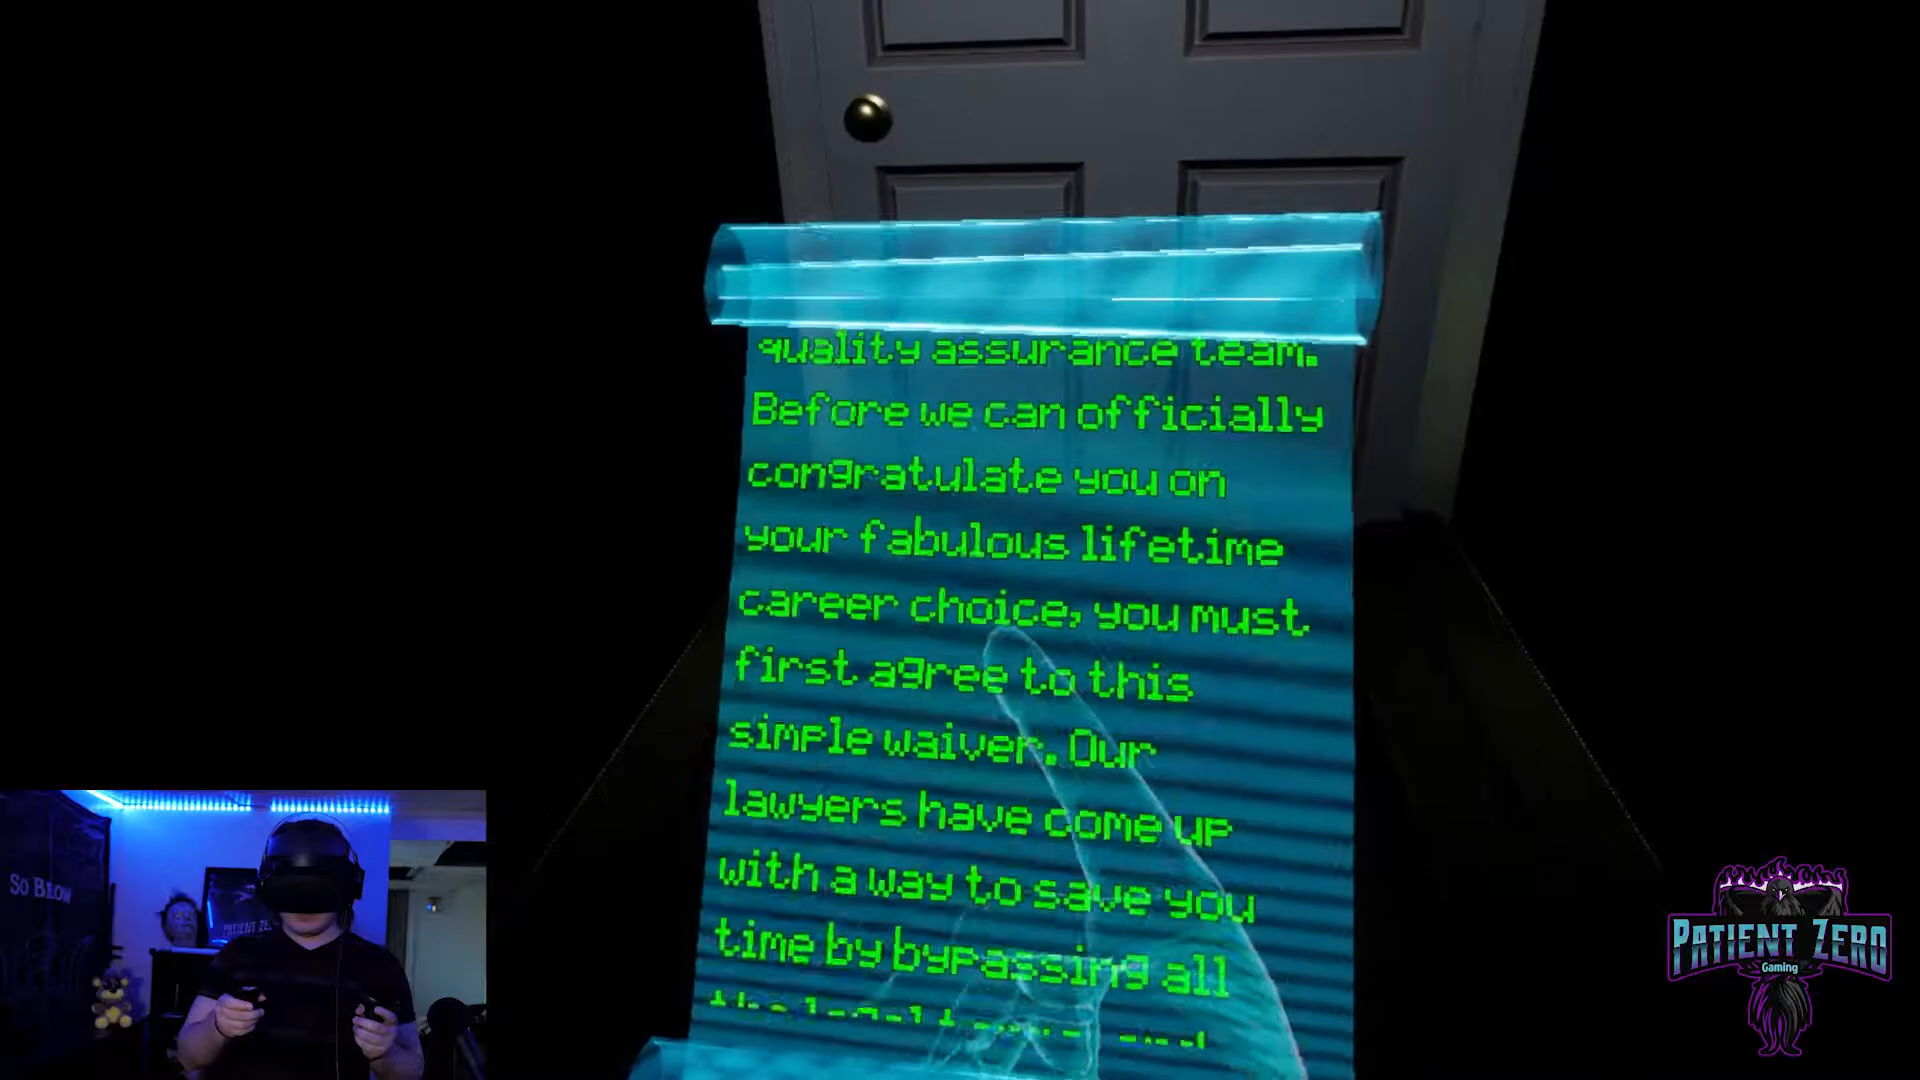 quality assurance team.
Before we can officially
congratulate you on
your fabulous lifetime
career choice, you must
first agree to this
simple waiver. Our
lawyers have come up
with a way to save you
time by bypassing all
So Blow
PATIENT ZE
PATIENT ZERO
Gaming